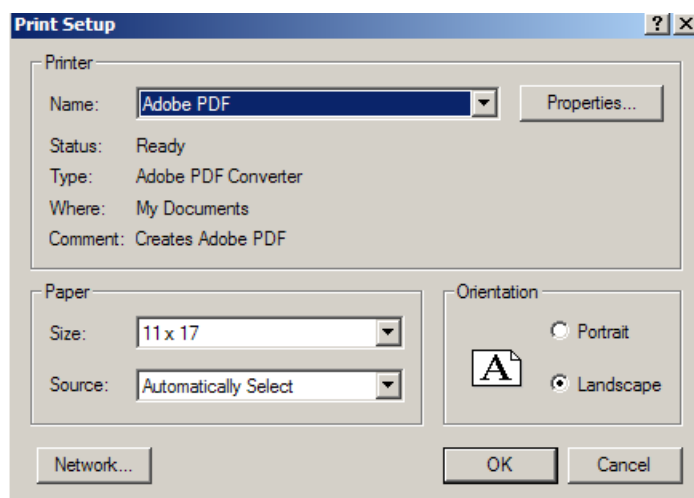 Print Setup
Printer
Name: Adobe PDF Properties...
Status: Ready
Type: Adobe PDF Converter
Where: My Documents
Comment: Creates Adobe PDF
Paper
Size: 11 x 17
Source: Automatically Select
Orientation
A
Portrait
Landscape
Network...
OK Cancel